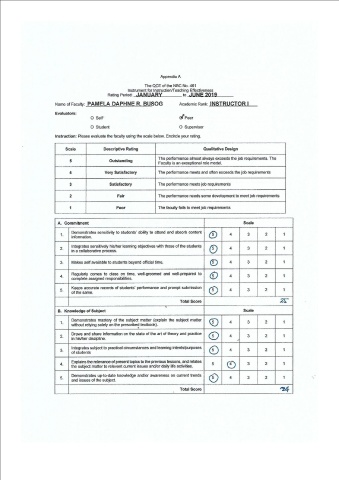 Appendix A
The QCE of the NBC No. 461
Instrument for Instruction/Teaching Effectiveness
Rating Period: JANUARY to JUNE 2019
Name of Faculty: PAMELA DAPHNE R. BUSOG Academic Rank: INSTRUCTOR I
Evaluators:
Self Peer
Student Supervisor
Instruction: Please evaluate the faculty using the scale below. Encircle your rating.
Scale Descriptive Rating Qualitative Design
5 Outstanding The performance almost always exceeds the job requirements. The
Faculty is an exceptional role model.
4 Very Satisfactory The performance meets and often exceeds the job requirements
3 Satisfactory The performance meets job requirements
2 Fair The performance needs some development to meet job requirements.
1 Poor The faculty fails to meet job requirements
A. Commitment Scale
1. Demonstrates sensitivity to students' ability to attend and absorb content 5 4 3 2 1
information.
2. Integrates sensitively his/her learning objectives with those of the students 5 4 3 2 1
in a collaborative process.
3. Makes self available to students beyond official time. 5 4 3 2 1
4. Regularly comes to class on time, well-groomed and well-prepared to 5 4 3 2 1
complete assigned responsibilities.
5. Keeps accurate records of students' performance and prompt submission 5 4 3 2 1
of the same.
Total Score 25
B. Knowledge of Subject Scale
1. Demonstrates mastery of the subject matter (explain the subject matter 5 4 3 2 1
without relying solely on the prescribed textbook).
2. Draws and share information on the state of the art of theory and practice 5 4 3 2 1
in his/her discipline.
3. Integrates subject to practical circumstances and learning intents/purposes 5 4 3 2 1
of students
4. Explains the relevance of present topics to the previous lessons, and relates 5 4 3 2 1
the subject matter to relevant current issues and/or daily life activities.
5. Demonstrates up-to-date knowledge and/or awareness on current trends 5 4 3 2 1
and issues of the subject.
Total Score 24